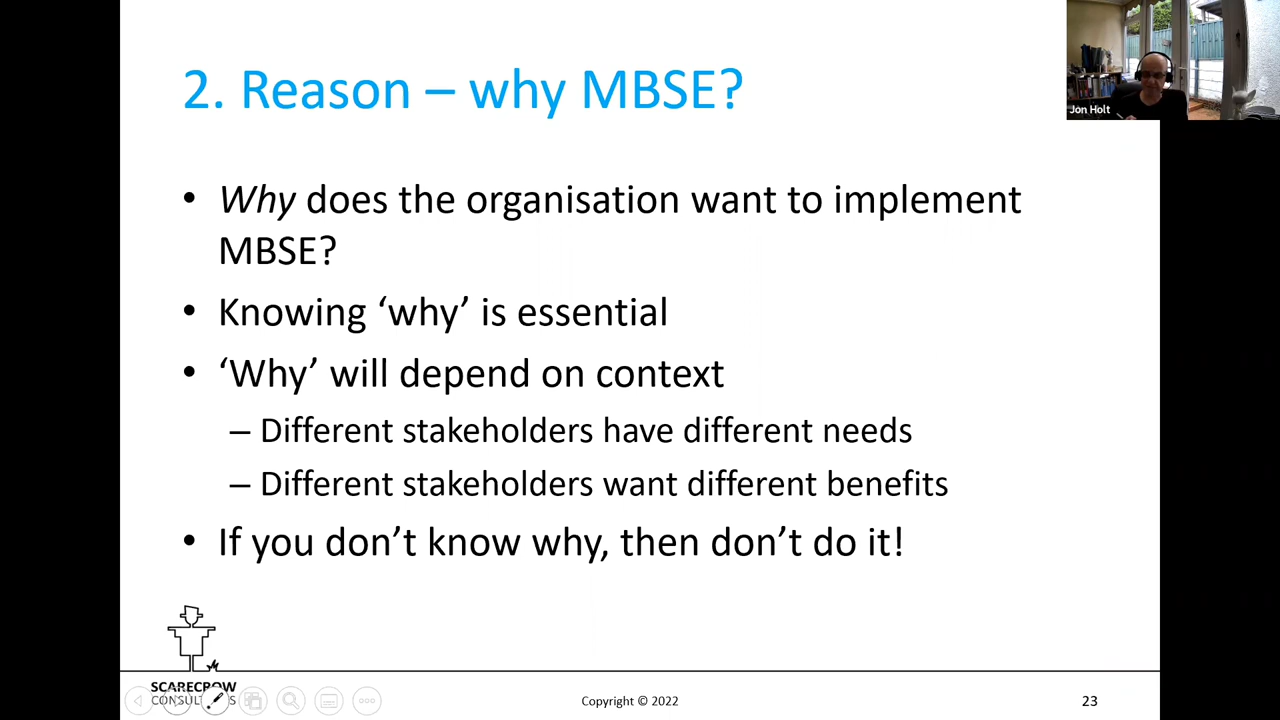 2. Reason – why MBSE?
Jon Holt
• Why does the organisation want to implement
MBSE?
• Knowing ‘why’ is essential
• ‘Why’ will depend on context
– Different stakeholders have different needs
– Different stakeholders want different benefits
• If you don’t know why, then don’t do it!
SCARECROW
CONSULTANTS
Copyright © 2022
23